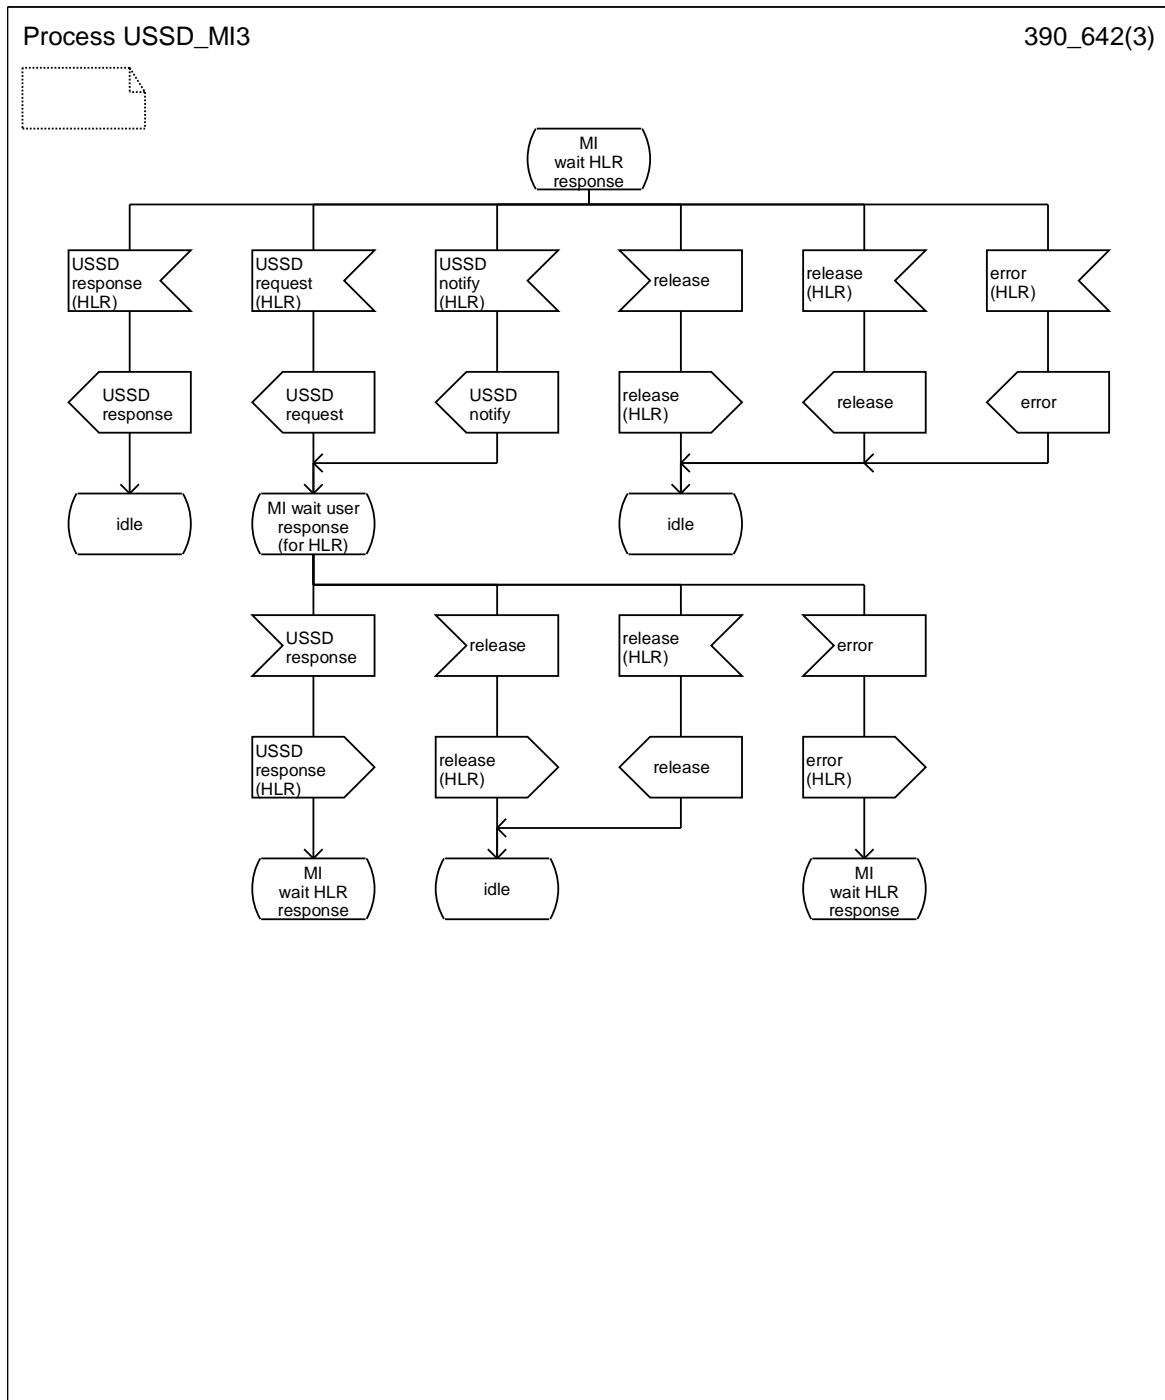 Process USSD_MI3
390_642(3)
MI
wait HLR
response
USSD
response
(HLR)
USSD
request
(HLR)
USSD
notify
(HLR)
release
release
(HLR)
error
(HLR)
USSD
response
USSD
request
USSD
notify
release
(HLR)
release
error
idle
MI wait user
response
(for HLR)
idle
USSD
response
release
release
(HLR)
error
USSD
response
(HLR)
release
(HLR)
release
error
(HLR)
MI
wait HLR
response
idle
MI
wait HLR
response